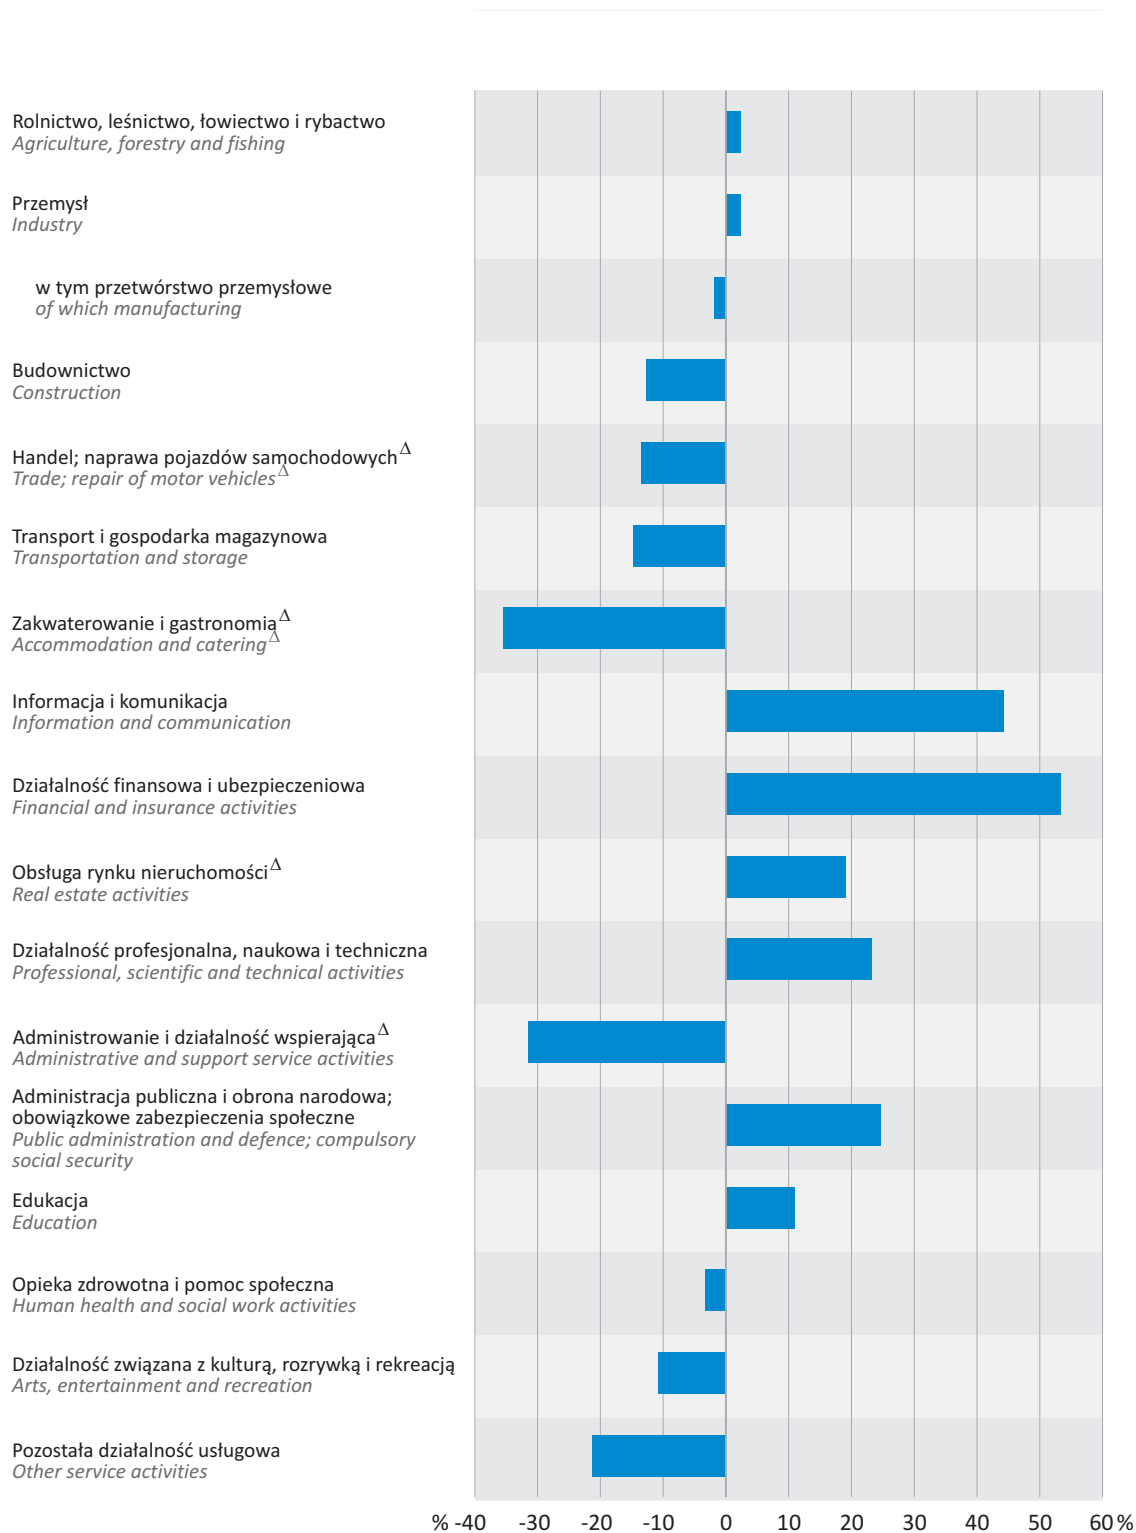 Rolnictwo, leśnictwo, łowiectwo i rybactwo
Agriculture, forestry and fishing
Przemysł
Industry
w tym przetwórstwo przemysłowe
of which manufacturing
Budownictwo
Construction
Handel; naprawa pojazdów samochodowych Δ
Trade; repair of motor vehicles Δ
Transport i gospodarka magazynowa
Transportation and storage
Zakwaterowanie i gastronomia Δ
Accommodation and catering Δ
Informacja i komunikacja
Information and communication
Działalność finansowa i ubezpieczeniowa
Financial and insurance activities
Obsługa rynku nieruchomości Δ
Real estate activities
Działalność profesjonalna, naukowa i techniczna
Professional, scientific and technical activities
Administrowanie i działalność wspierająca Δ
Administrative and support service activities
Administracja publiczna i obrona narodowa;
obowiązkowe zabezpieczenia społeczne
Public administration and defence; compulsory
social security
Edukacja
Education
Opieka zdrowotna i pomoc społeczna
Human health and social work activities
Działalność związana z kulturą, rozrywką i rekreacją
Arts, entertainment and recreation
Pozostała działalność usługowa
Other service activities
% -40 -30 -20 -10 0 10 20 30 40 50 60 %